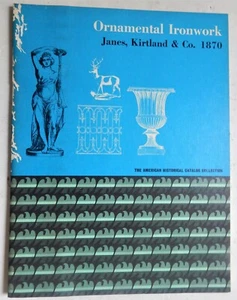 Ornamental Ironwork
Janes, Kirtland & Co. 1870
THE AMERICAN HISTORICAL CATALOG COLLECTION